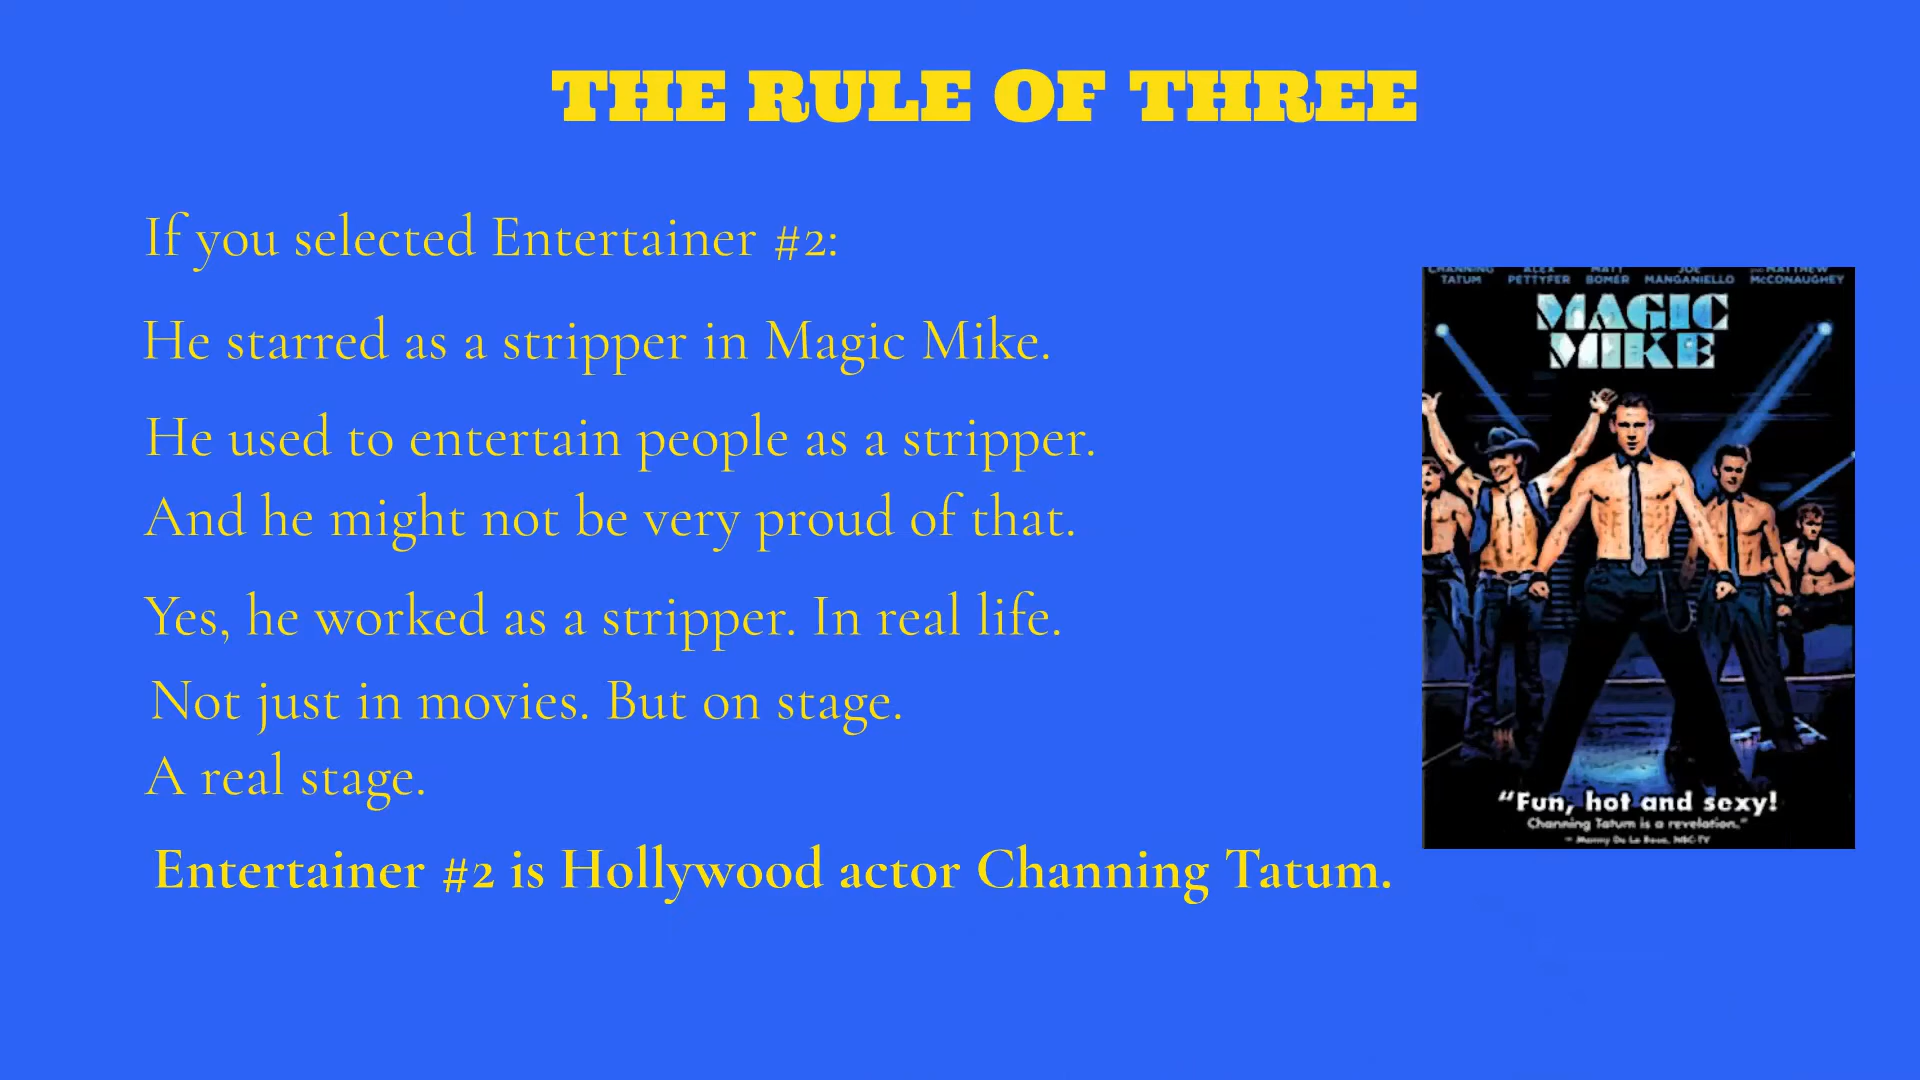 THE RULE OF THREE
If you selected Entertainer #2:
He starred as a stripper in Magic Mike.
He used to entertain people as a stripper.
And he might not be very proud of that.
Yes, he worked as a stripper. In real life.
Not just in movies. But on stage.
A real stage.
Entertainer #2 is Hollywood actor Channing Tatum.
CHANNING ALEX MATT JOE MATTHEW
TATUM PETTYFER BOMER MANGANIELLO McCONAUGHEY
MAGIC
MIKE
"Fun, hot and sexy!
Channing Tatum is a revelation."